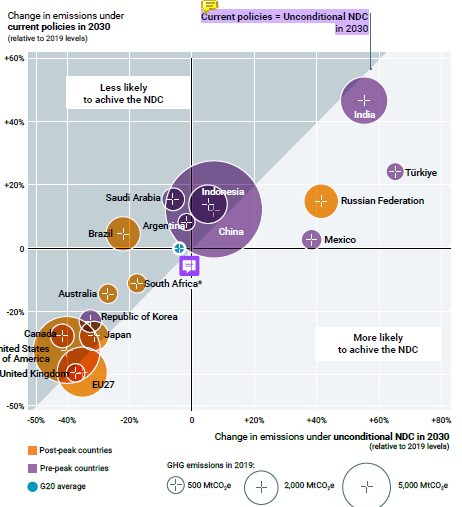 Change in emissions under
current policies in 2030
(relative to 2019 levels)
Current policies = Unconditional NDC
in 2030
+60%
Less likely
to achive the NDC
India
+40%
Türkiye
+20%
Saudi Arabia
Indonesia
Russian Federation
Argentina
Brazil
China
Mexico
0
South Africa*
Australia
-20%
Republic of Korea
Canada
Japan
nited States
of America
More likely
to achive the NDC
United Kingdom
EU27
-50%
-50% -40% -20% 0 +20% +40% +60% +80%
Change in emissions under unconditional NDC in 2030
(relative to 2019 levels)
Post-peak countries
Pre-peak countries
G20 average
GHG emissions in 2019:
500 MtCO₂e
2,000 MtCO₂e
5,000 MtCO₂e